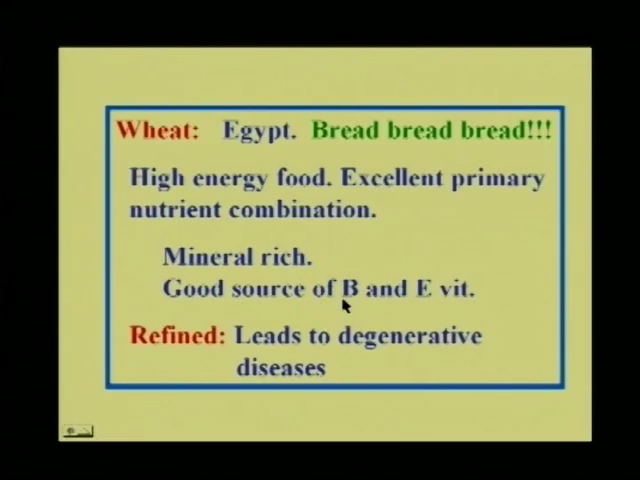 Wheat: Egypt. Bread bread bread!!!
High energy food. Excellent primary
nutrient combination.
Mineral rich.
Good source of B and E vit.
Refined: Leads to degenerative
diseases